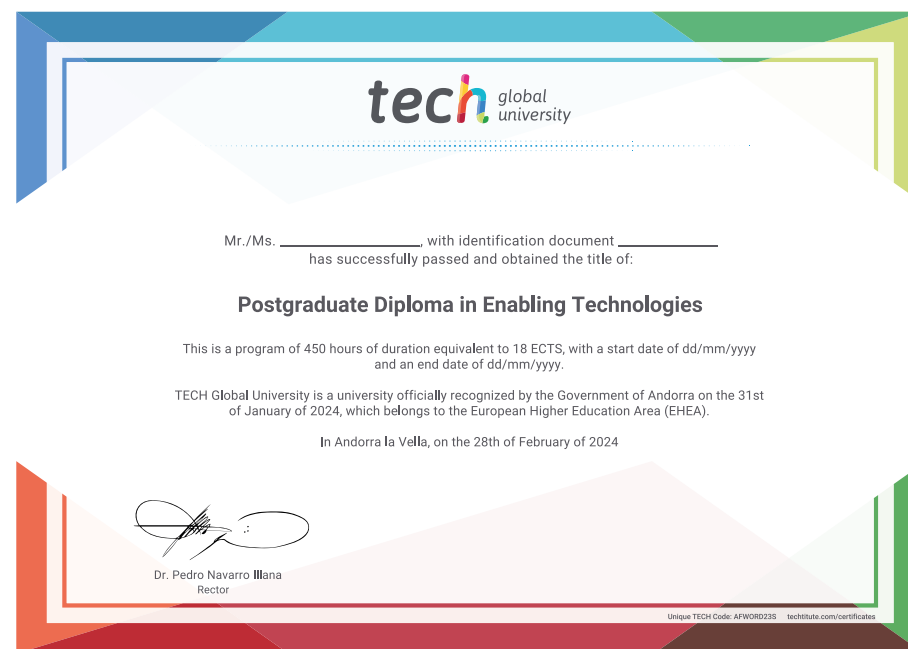 tech global university
Mr./Ms. ____________, with identification document ____________
has successfully passed and obtained the title of:
Postgraduate Diploma in Enabling Technologies
This is a program of 450 hours of duration equivalent to 18 ECTS, with a start date of dd/mm/yyyy
and an end date of dd/mm/yyyy.
TECH Global University is a university officially recognized by the Government of Andorra on the 31st
of January of 2024, which belongs to the European Higher Education Area (EHEA).
In Andorra la Vella, on the 28th of February of 2024
Dr. Pedro Navarro Illana
Rector
Unique TECH Code: AFWORD23S techtitute.com/certificates